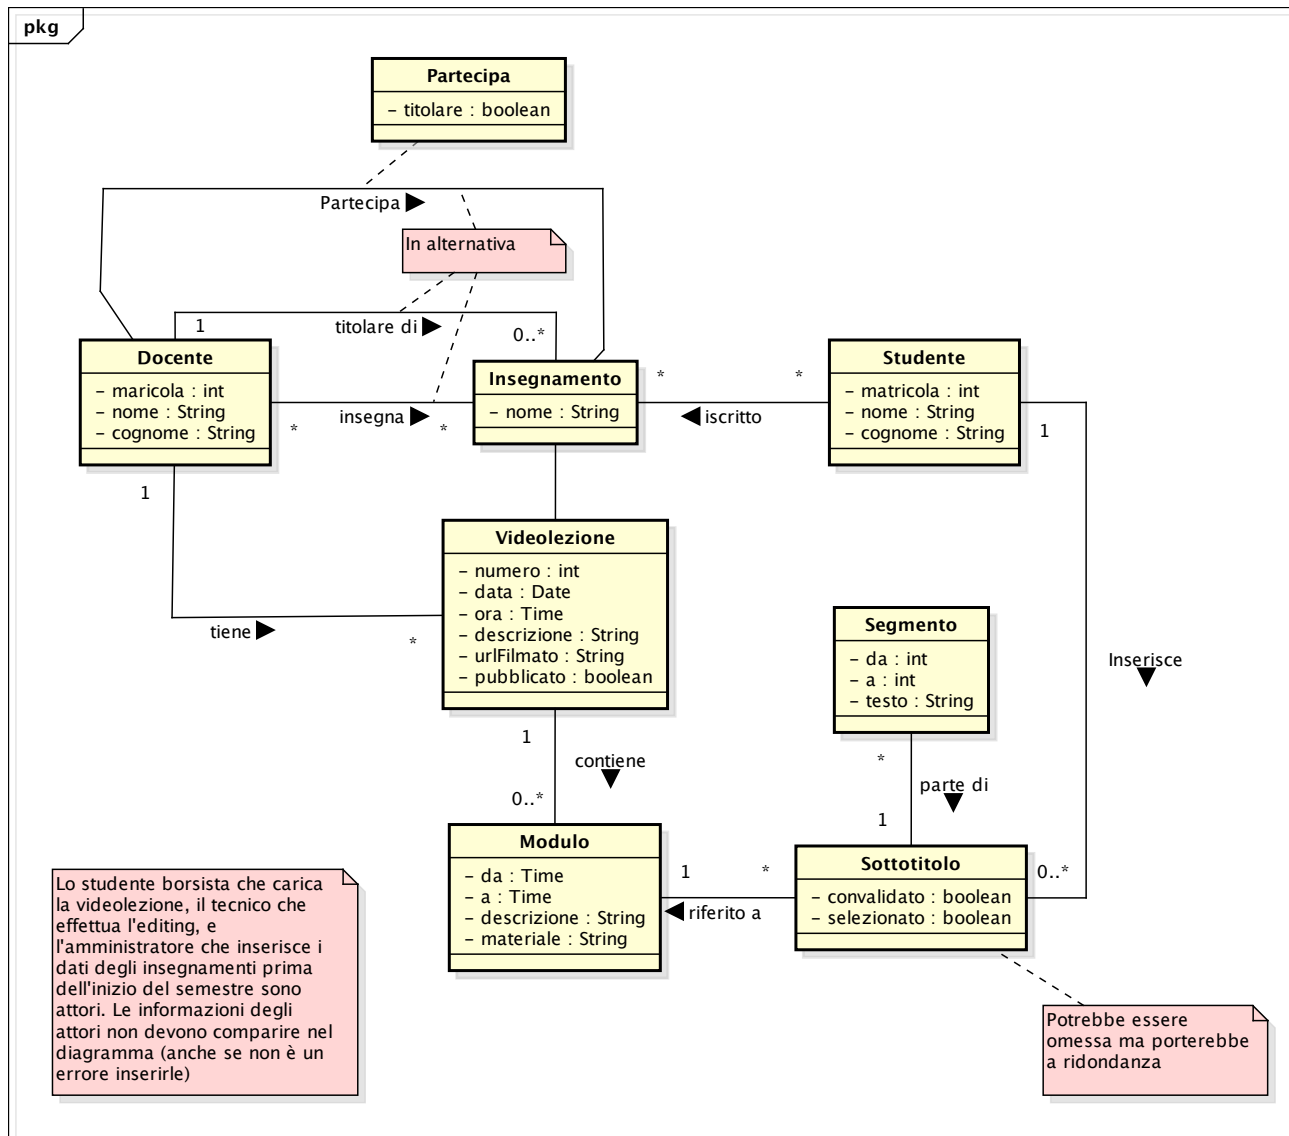 pkg
Partecipa
- titolare : boolean
Partecipa
In alternativa
titolare di
1
0..*
Docente
- maricola : int
- nome : String
- cognome : String
insegna
*
*
Insegnamento
- nome : String
*
*
iscritto
Studente
- matricola : int
- nome : String
- cognome : String
1
1
tiene
*
Videolezione
- numero : int
- data : Date
- ora : Time
- descrizione : String
- urlFilmato : String
- pubblicato : boolean
Segmento
- da : int
- a : int
- testo : String
Inserisce
1
contiene
0..*
*
parte di
1
Modulo
- da : Time
- a : Time
- descrizione : String
- materiale : String
1
*
riferito a
Sottotitolo
- convalidato : boolean
- selezionato : boolean
0..*
Lo studente borsista che carica
la videolezione, il tecnico che
effettua l'editing, e
l'amministratore che inserisce i
dati degli insegnamenti prima
dell'inizio del semestre sono
attori. Le informazioni degli
attori non devono comparire nel
diagramma (anche se non è un
errore inserirle)
Potrebbe essere
omessa ma porterebbe
a ridondanza